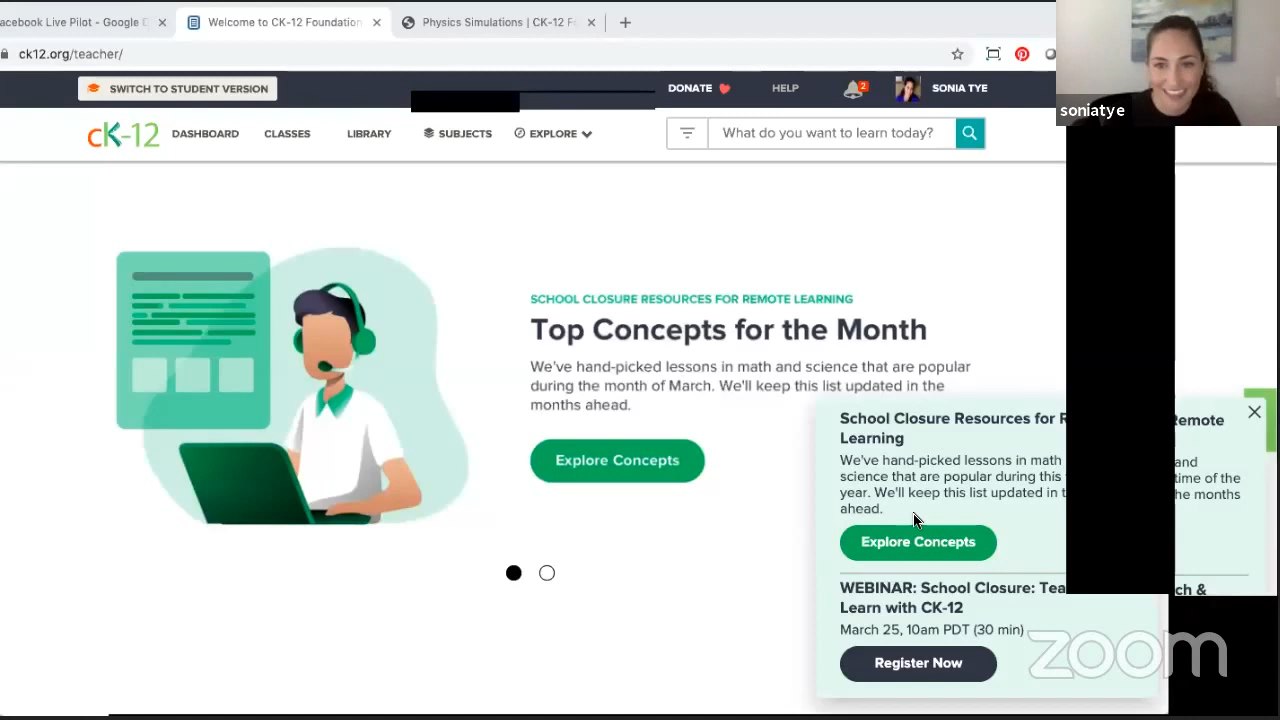 acebook Live Pilot - Google D
Welcome to CK-12 Foundation
Physics Simulations | CK-12 F
ck12.org/teacher/
SWITCH TO STUDENT VERSION
DONATE
HELP
2
SONIA TYE
soniatye
cK-12
DASHBOARD
CLASSES
LIBRARY
SUBJECTS
EXPLORE
What do you want to learn today?
SCHOOL CLOSURE RESOURCES FOR REMOTE LEARNING
Top Concepts for the Month
We've hand-picked lessons in math and science that are popular
during the month of March. We'll keep this list updated in the
months ahead.
Explore Concepts
School Closure Resources for R
Remote
Learning
We've hand-picked lessons in math
and
science that are popular during this
time of the
year. We'll keep this list updated in t
he months
ahead.
Explore Concepts
WEBINAR: School Closure: Tea
ch &
Learn with CK-12
March 25, 10am PDT (30 min)
Register Now
zoom